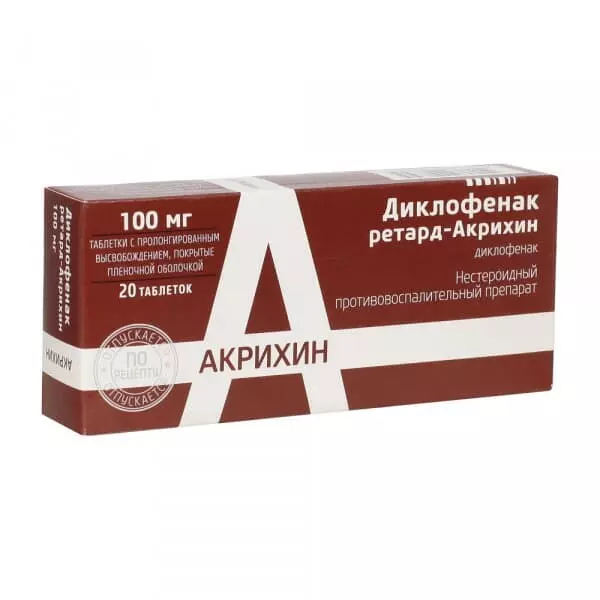 100 мг
ТАБЛЕТКИ С ПРОЛОНГИРОВАННЫМ
ВЫСВОБОЖДЕНИЕМ, ПОКРЫТЫЕ
ПЛЕНОЧНОЙ ОБОЛОЧКОЙ
20 ТАБЛЕТОК
Диклофенак
ретард-Акрихин
диклофенак
Нестероидный
противовоспалительный препарат
А
АКРИХИН
ОТПУСКАЕТСЯ
ПО
РЕЦЕПТУ
ОТПУСКАЕТСЯ
Диклофенак
ретард-Акрихин
100 мг
АКРИХИН